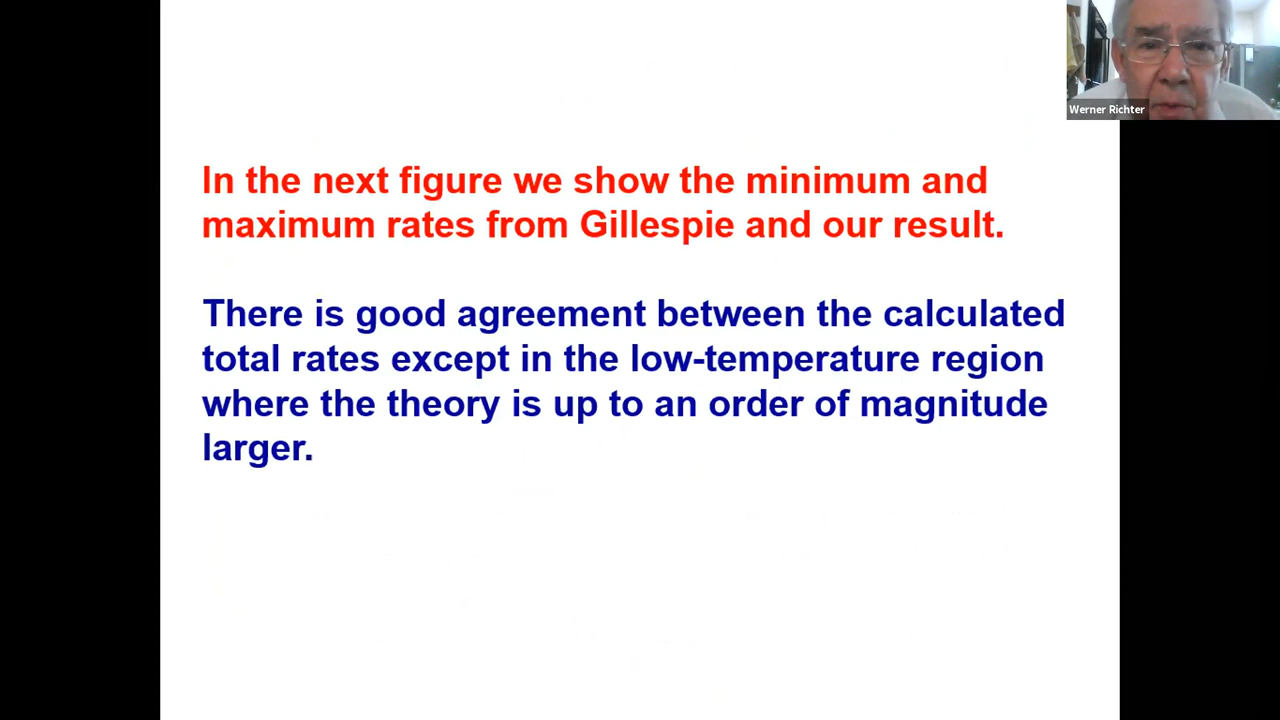 Werner Richter
In the next figure we show the minimum and
maximum rates from Gillespie and our result.
There is good agreement between the calculated
total rates except in the low-temperature region
where the theory is up to an order of magnitude
larger.